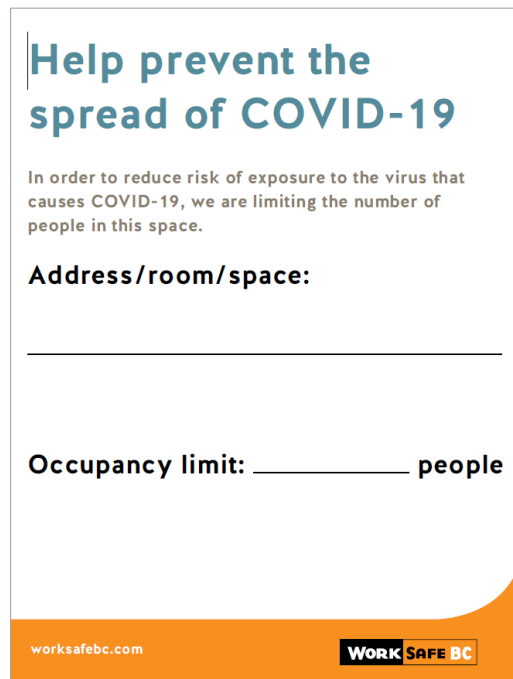 Help prevent the
spread of COVID-19
In order to reduce risk of exposure to the virus that
causes COVID-19, we are limiting the number of
people in this space.
Address/room/space:
Occupancy limit: ____________ people
worksafebc.com
WORK SAFE BC